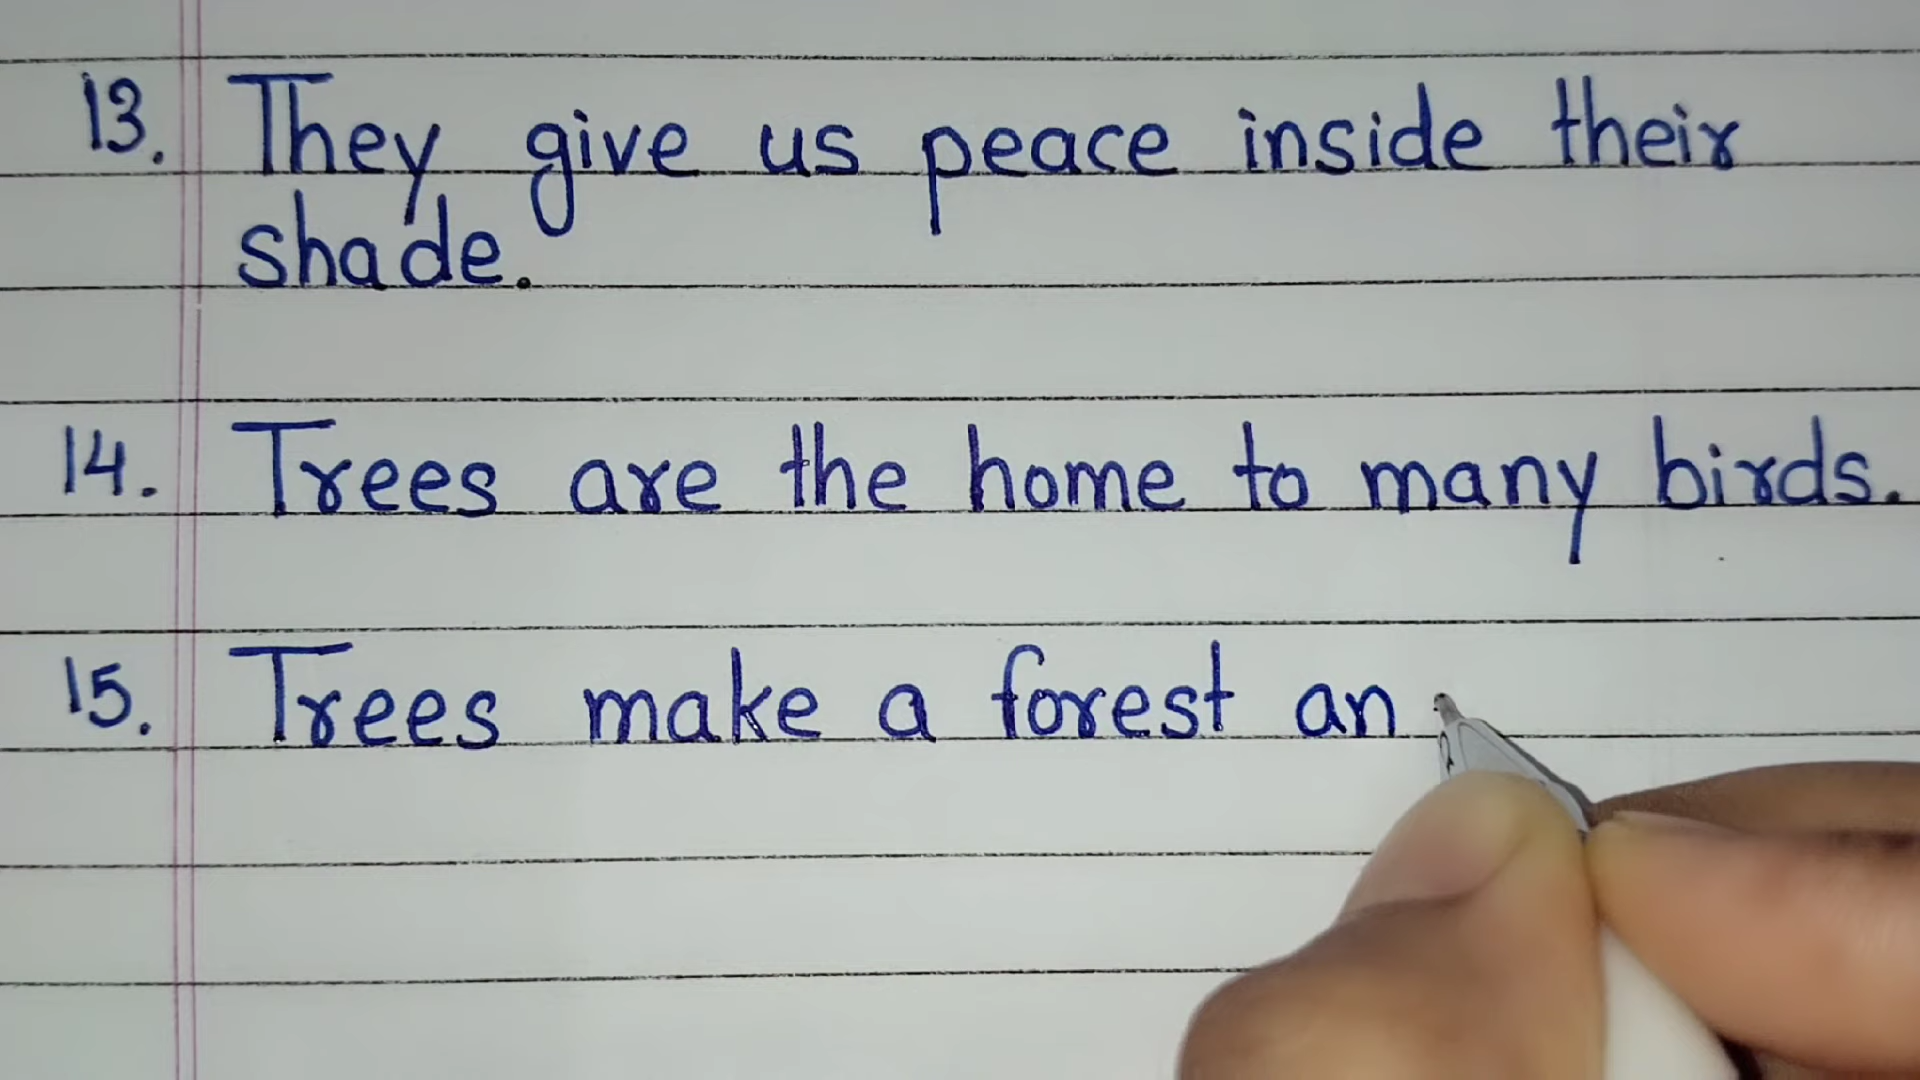 13. They give us peace inside their
shade.
14. Trees are the home to many birds.
15. Trees make a forest an